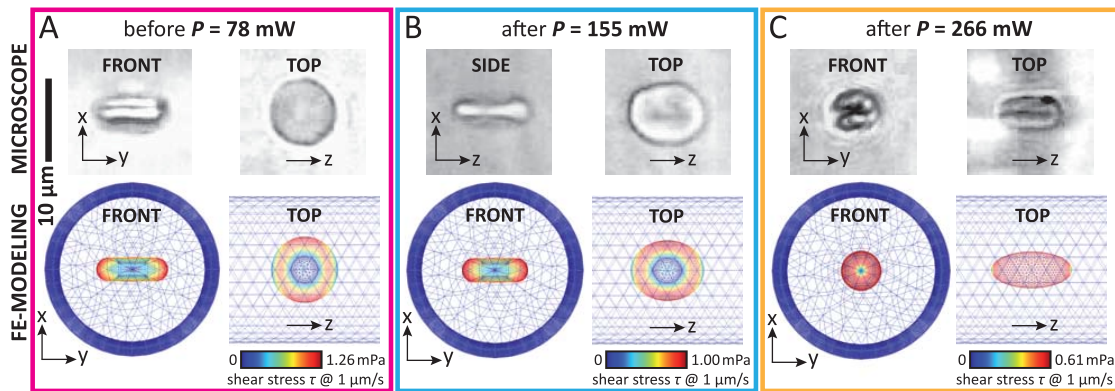 A before P = 78 mW
B after P = 155 mW
C after P = 266 mW
MICROSCOPE
FRONT
TOP
SIDE
TOP
FRONT
TOP
x
y
z
x
y
z
x
y
z
10 µm
FE-MODELING
FRONT
TOP
FRONT
TOP
FRONT
TOP
x
y
z
x
y
z
x
y
z
0 1.26 mPa
shear stress τ @ 1 µm/s
0 1.00 mPa
shear stress τ @ 1 µm/s
0 0.61 mPa
shear stress τ @ 1 µm/s